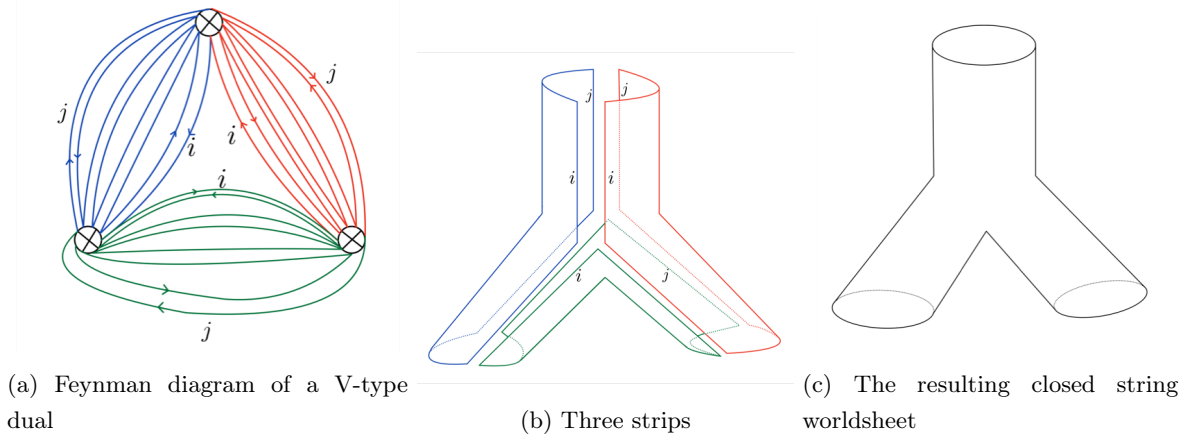 j
j
i
i
i
j
j
j
i
i
i
j
(a) Feynman diagram of a V-type
dual
(b) Three strips
(c) The resulting closed string
worldsheet